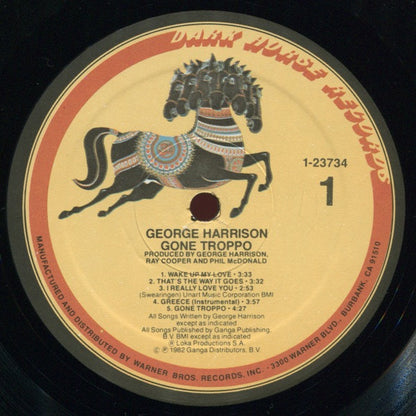 DARK HORSE RECORDS
1-23734
1
GEORGE HARRISON
GONE TROPPO
PRODUCED BY GEORGE HARRISON,
RAY COOPER AND PHIL McDONALD
1. WAKE UP MY LOVE • 3:33
2. THAT'S THE WAY IT GOES • 3:32
3. I REALLY LOVE YOU • 2:53
(Swearingen) Unart Music Corporation BMI
4. GREECE (Instrumental) • 3:57
5. GONE TROPPO • 4:27
All Songs Written by George Harrison
except as indicated
All Songs Published by Ganga Publishing,
B.V. BMI except as indicated
℗ Loka Productions S.A.
© ℗ 1982 Ganga Distributors, B.V.
MANUFACTURED AND DISTRIBUTED BY WARNER BROS. RECORDS, INC. • 3300 WARNER BLVD., BURBANK, CA 91510